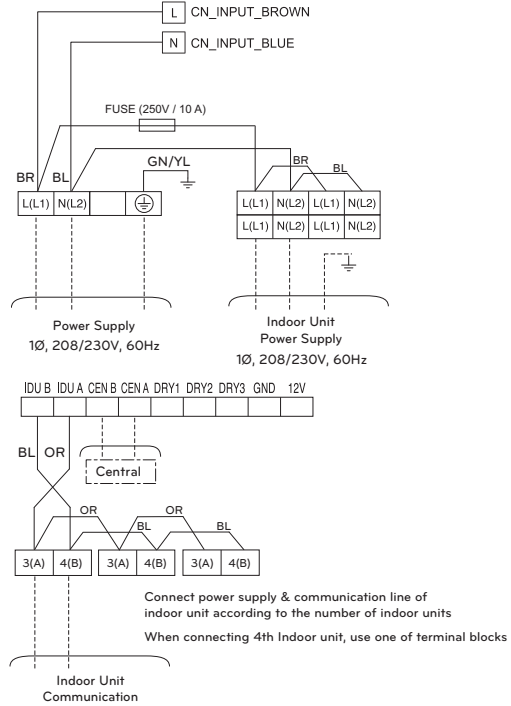 L CN_INPUT_BROWN
N CN_INPUT_BLUE
FUSE (250V / 10 A)
BR BL GN/YL
BR BL
L(L1) N(L2)
L(L1) N(L2) L(L1) N(L2)
L(L1) N(L2) L(L1) N(L2)
Power Supply
1Ø, 208/230V, 60Hz
Indoor Unit
Power Supply
1Ø, 208/230V, 60Hz
IDU B IDU A CEN B CEN A DRY1 DRY2 DRY3 GND 12V
BL OR
Central
OR BL OR BL
3(A) 4(B) 3(A) 4(B) 3(A) 4(B)
Connect power supply & communication line of
indoor unit according to the number of indoor units
When connecting 4th Indoor unit, use one of terminal blocks
Indoor Unit
Communication